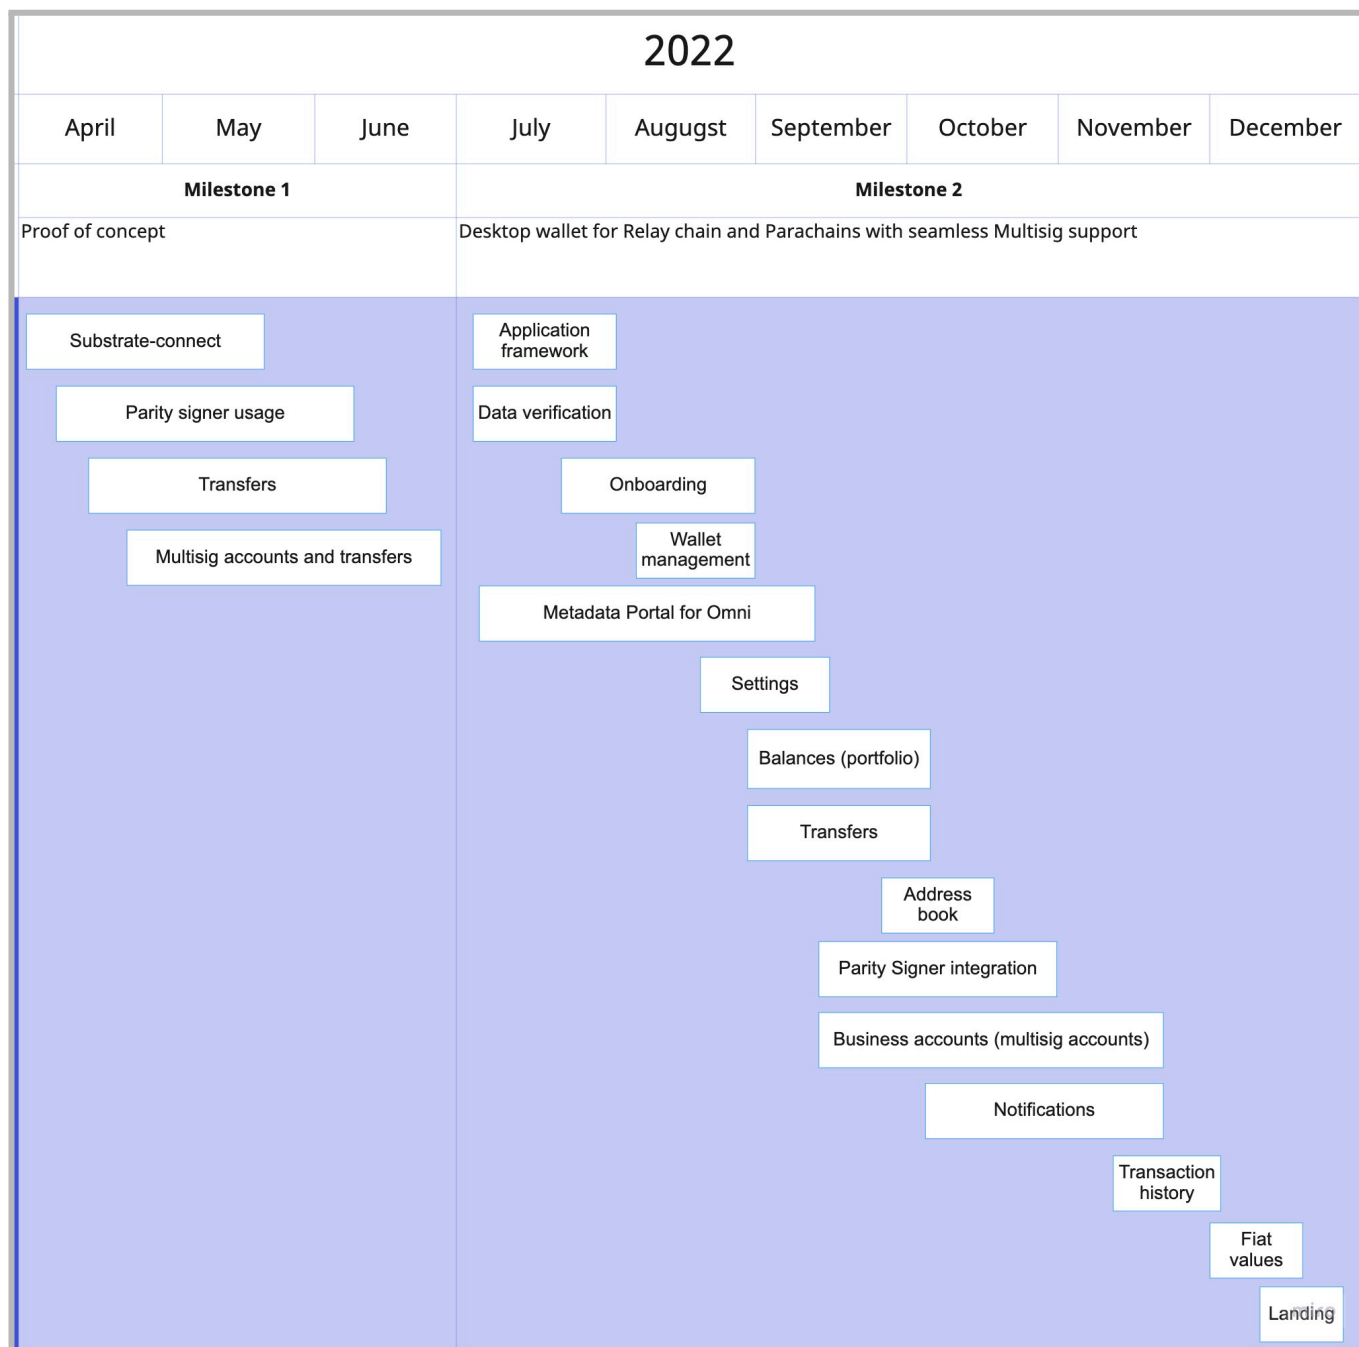 2022
April
May
June
July
Augugst
September
October
November
December
Milestone 1
Milestone 2
Proof of concept
Desktop wallet for Relay chain and Parachains with seamless Multisig support
Substrate-connect
Application
framework
Parity signer usage
Data verification
Transfers
Onboarding
Multisig accounts and transfers
Wallet
management
Metadata Portal for Omni
Settings
Balances (portfolio)
Transfers
Address
book
Parity Signer integration
Business accounts (multisig accounts)
Notifications
Transaction
history
Fiat
values
Landing
miro